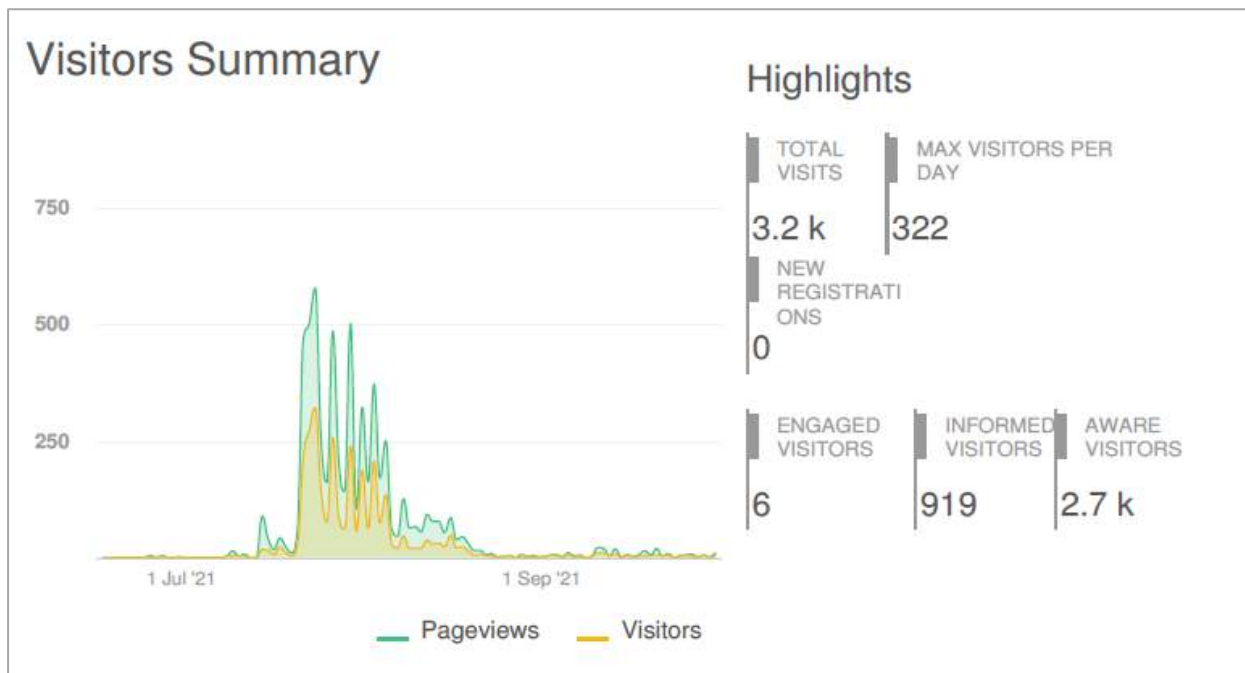 Visitors Summary
750
500
250
1 Jul '21
1 Sep '21
Pageviews
Visitors
Highlights
TOTAL
VISITS
3.2 k
MAX VISITORS PER
DAY
322
NEW
REGISTRATI
ONS
0
ENGAGED
VISITORS
6
INFORMED
VISITORS
919
AWARE
VISITORS
2.7 k